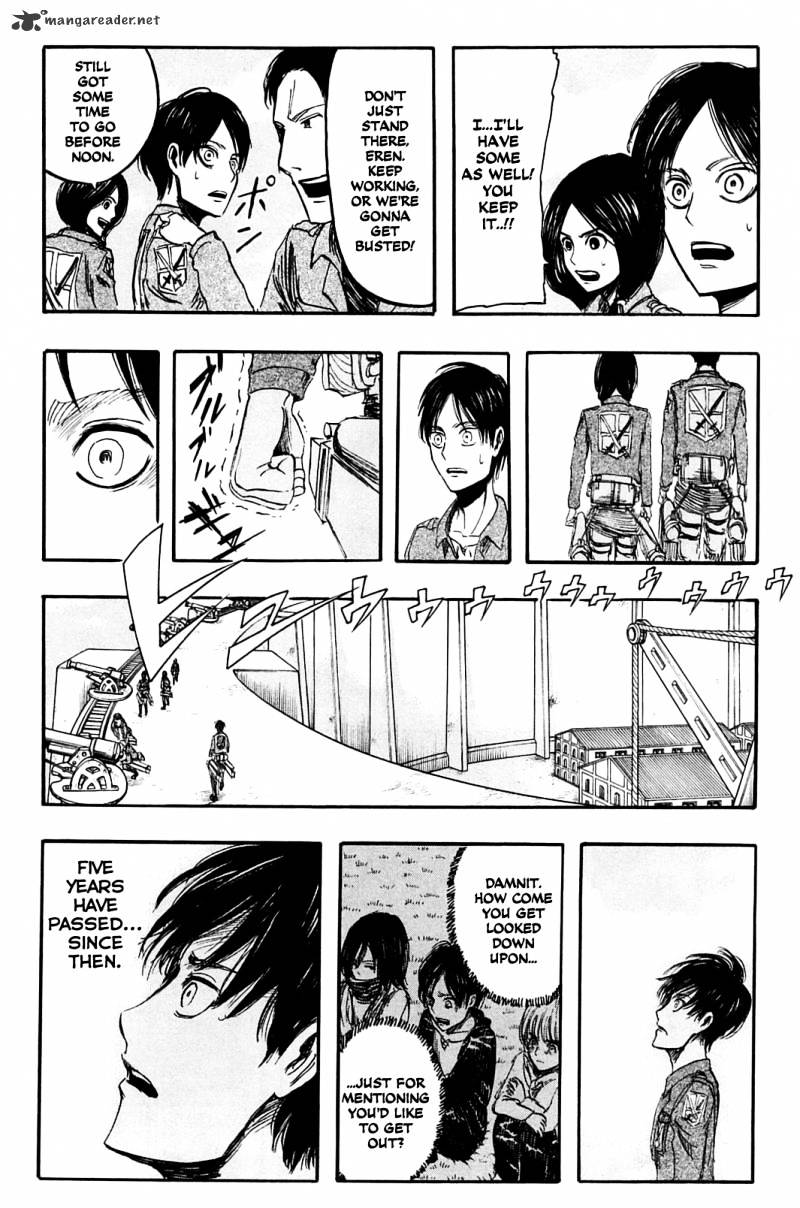 mangareader.net
I...I'LL
HAVE
SOME
AS WELL!
YOU
KEEP
IT..!!
DON'T
JUST
STAND
THERE,
EREN.
KEEP
WORKING,
OR WE'RE
GONNA
GET
BUSTED!
STILL
GOT
SOME
TIME
TO GO
BEFORE
NOON.
ポン
ウウウウウウウウウウウ
DAMNIT.
HOW COME
YOU GET
LOOKED
DOWN
UPON...
...JUST FOR
MENTIONING
YOU'D LIKE
TO GET
OUT?
FIVE
YEARS
HAVE
PASSED...
SINCE
THEN.